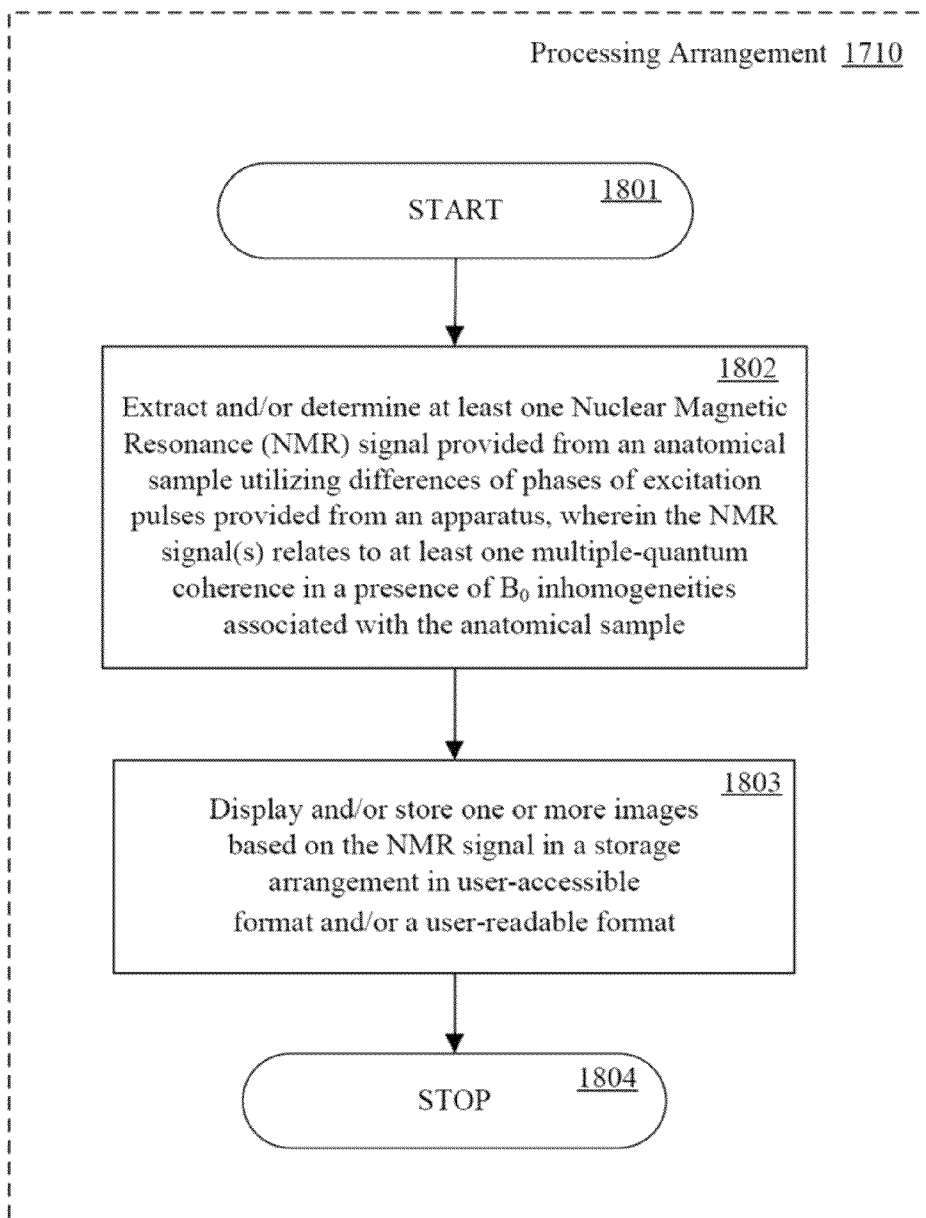 Processing Arrangement 1710
1801
START
1802
Extract and/or determine at least one Nuclear Magnetic
Resonance (NMR) signal provided from an anatomical
sample utilizing differences of phases of excitation
pulses provided from an apparatus, wherein the NMR
signal(s) relates to at least one multiple-quantum
coherence in a presence of B₀ inhomogeneities
associated with the anatomical sample
1803
Display and/or store one or more images
based on the NMR signal in a storage
arrangement in user-accessible
format and/or a user-readable format
1804
STOP